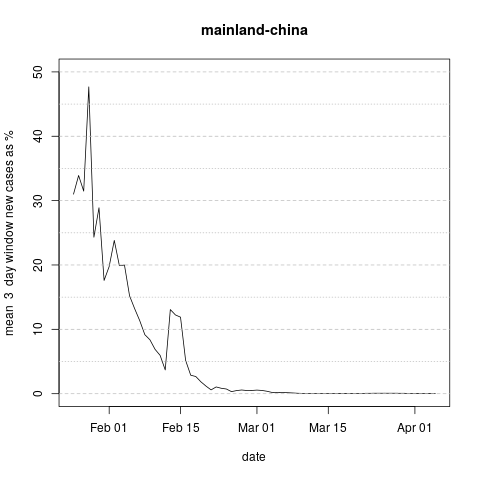 mainland-china
mean 3 day window new cases as %
50
40
30
20
10
0
Feb 01
Feb 15
Mar 01
Mar 15
Apr 01
date